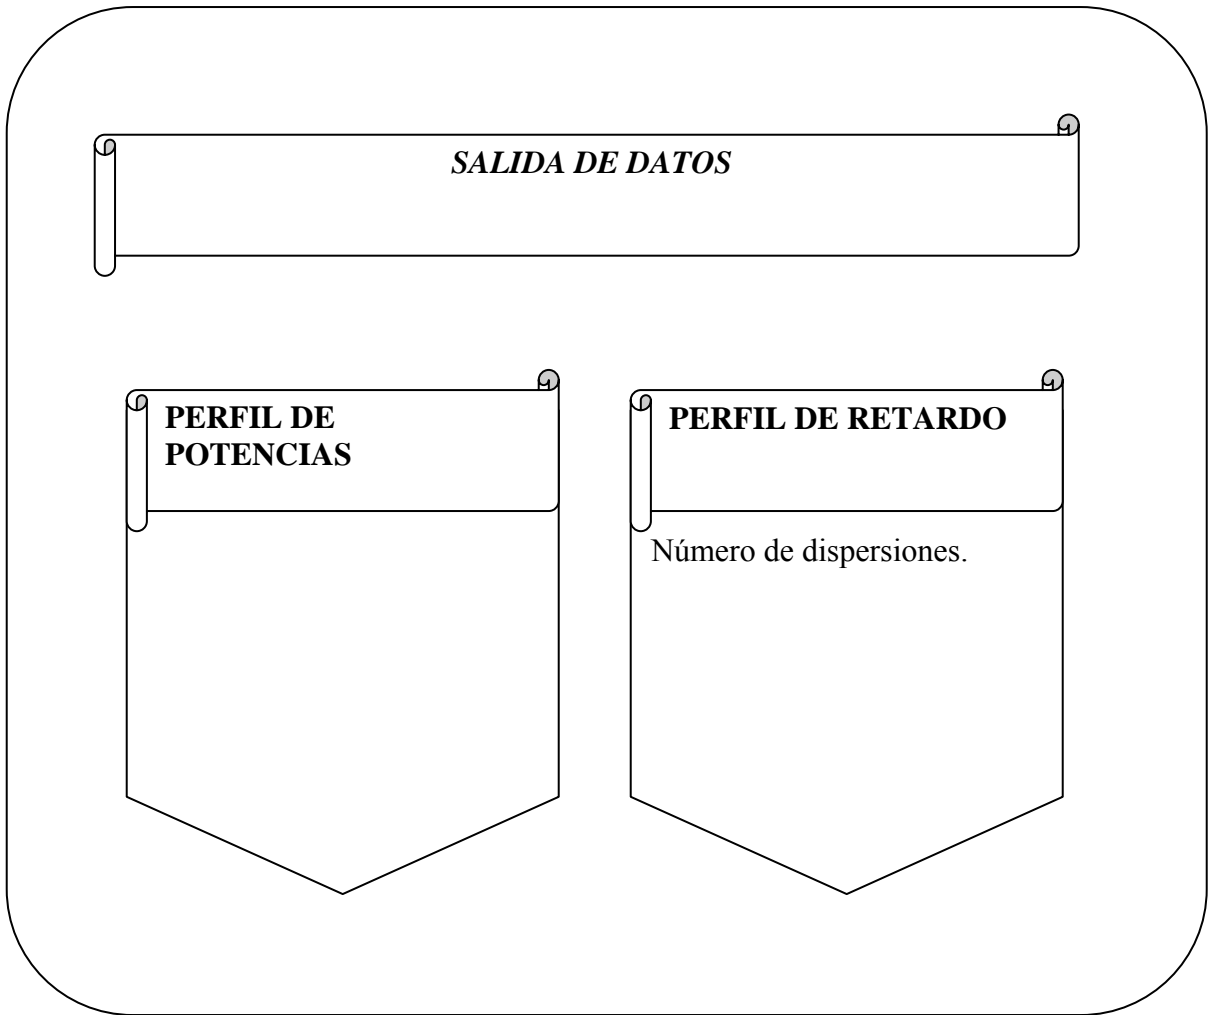 SALIDA DE DATOS
PERFIL DE
POTENCIAS
PERFIL DE RETARDO
Número de dispersiones.